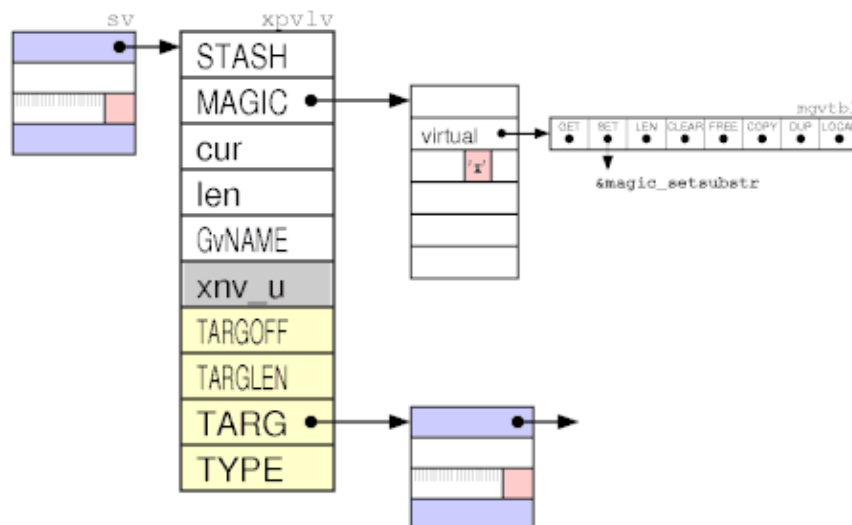 sv
xpvlv
STASH
MAGIC
cur
len
GvNAME
xnv_u
TARGOFF
TARGLEN
TARG
TYPE
virtual
'x'
mgvtbl
GET SET LEN CLEAR FREE COPY DUP LOCAL
&magic_setsubstr